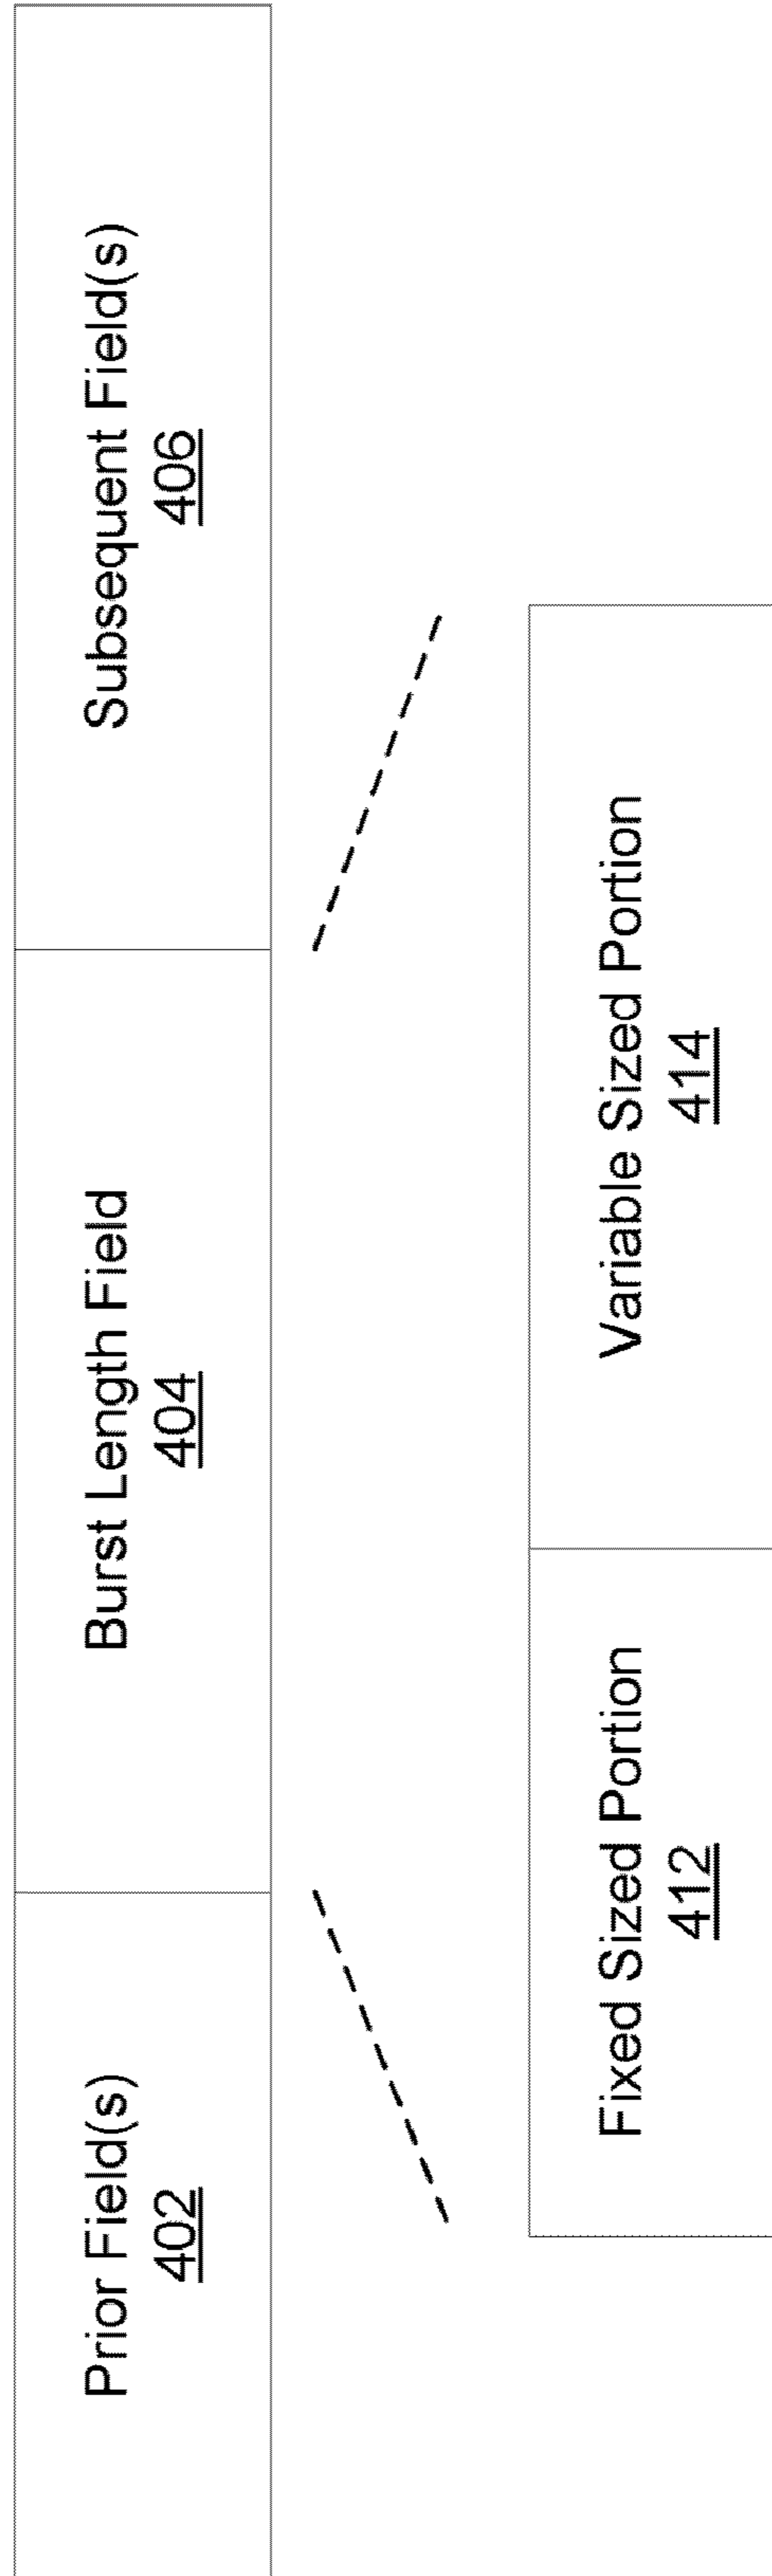 Prior Field(s)
402
Burst Length Field
404
Subsequent Field(s)
406
Fixed Sized Portion
412
Variable Sized Portion
414